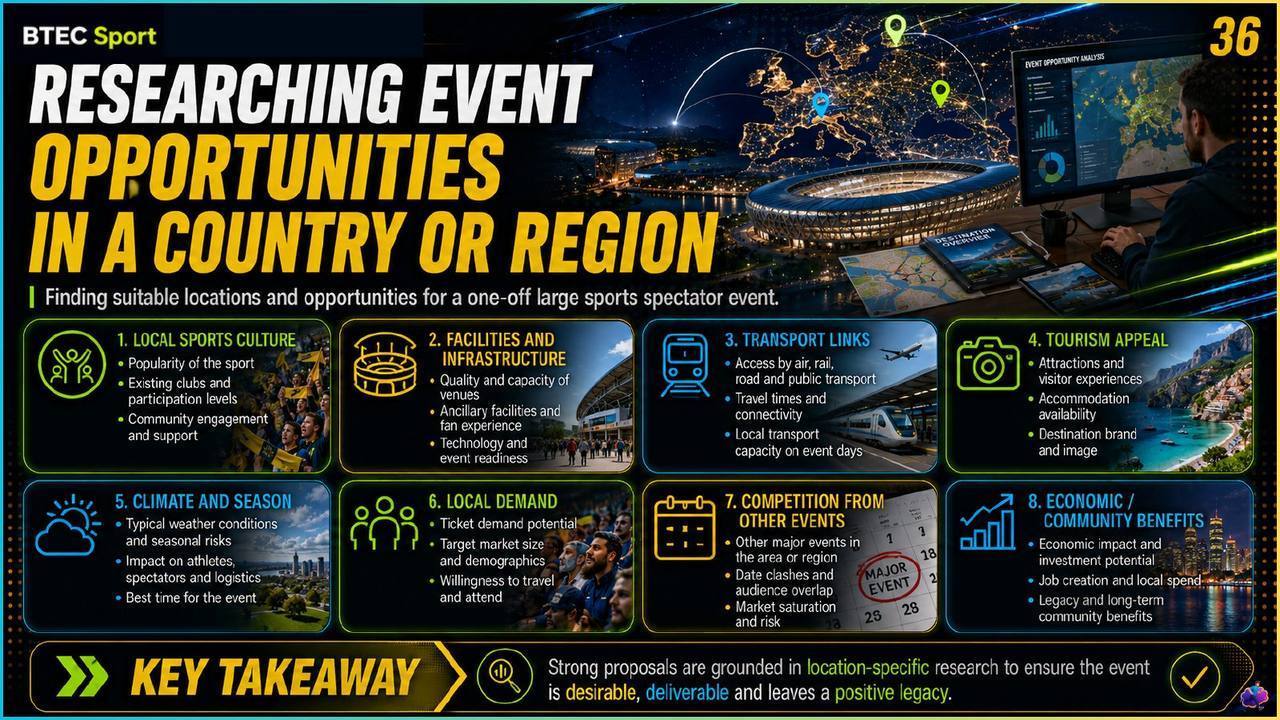 BTEC Sport
36
RESEARCHING EVENT
OPPORTUNITIES
IN A COUNTRY OR REGION
Finding suitable locations and opportunities for a one-off large sports spectator event.
EVENT OPPORTUNITY ANALYSIS
DESTINATION
OVERVIEW
1. LOCAL SPORTS CULTURE
• Popularity of the sport
• Existing clubs and
participation levels
• Community engagement
and support
2. FACILITIES AND
INFRASTRUCTURE
• Quality and capacity of
venues
• Ancillary facilities and
fan experience
• Technology and
event readiness
3. TRANSPORT LINKS
• Access by air, rail,
road and public transport
• Travel times and
connectivity
• Local transport
capacity on event days
4. TOURISM APPEAL
• Attractions and
visitor experiences
• Accommodation
availability
• Destination brand
and image
5. CLIMATE AND SEASON
• Typical weather conditions
and seasonal risks
• Impact on athletes,
spectators and logistics
• Best time for the event
6. LOCAL DEMAND
• Ticket demand potential
• Target market size
and demographics
• Willingness to travel
and attend
7. COMPETITION FROM
OTHER EVENTS
• Other major events in
the area or region
• Date clashes and
audience overlap
• Market saturation
and risk
MAJOR
EVENT
8. ECONOMIC /
COMMUNITY BENEFITS
• Economic impact and
investment potential
• Job creation and local spend
• Legacy and long-term
community benefits
KEY TAKEAWAY
Strong proposals are grounded in location-specific research to ensure the event
is desirable, deliverable and leaves a positive legacy.